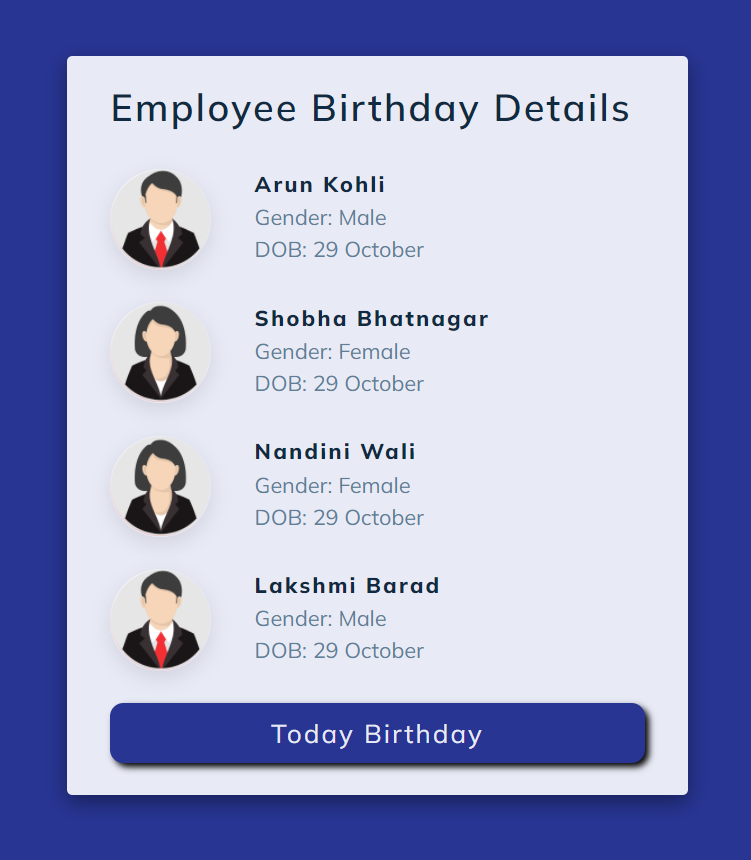 Employee Birthday Details
Arun Kohli
Gender: Male
DOB: 29 October
Shobha Bhatnagar
Gender: Female
DOB: 29 October
Nandini Wali
Gender: Female
DOB: 29 October
Lakshmi Barad
Gender: Male
DOB: 29 October
Today Birthday